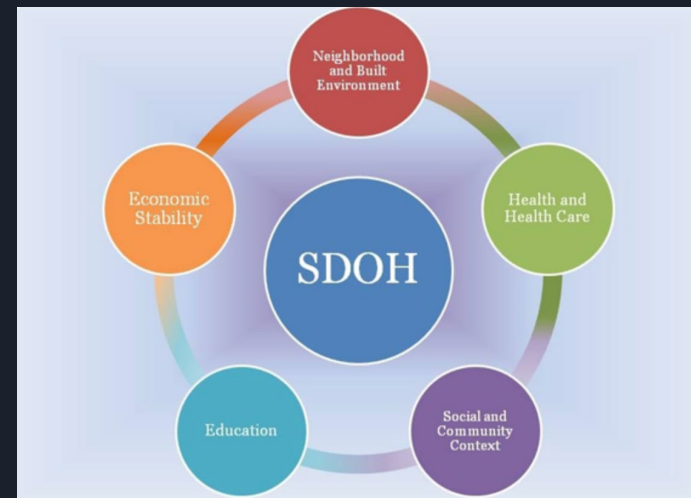 Neighborhood
and Built
Environment
Economic
Stability
Health and
Health Care
SDOH
Education
Social and
Community
Context